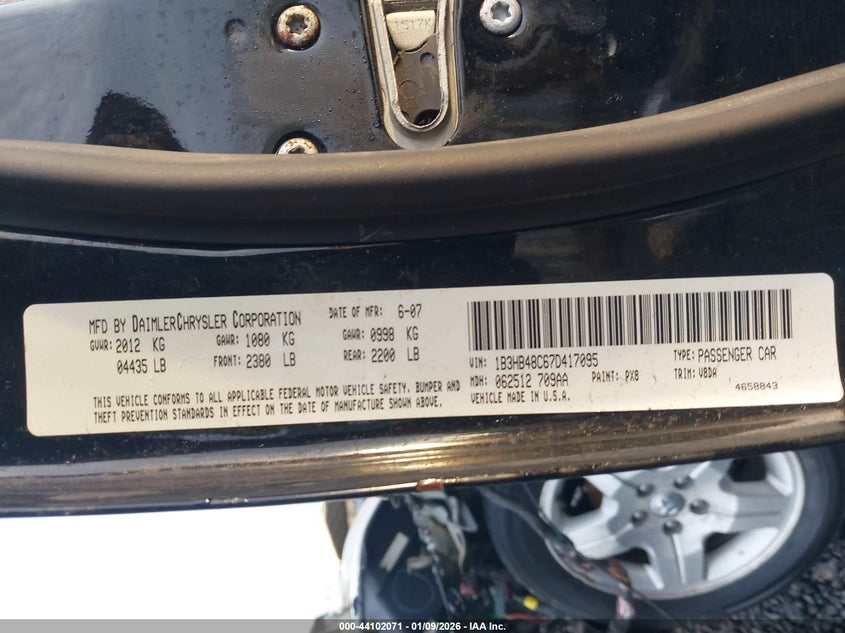 1517K
MFD BY DAIMLERCHRYSLER CORPORATION
DATE OF MFR: 6-07
GVWR: 2012 KG
GAWR: 1080 KG
GAWR: 0998 KG
04435 LB
FRONT: 2380 LB
REAR: 2200 LB
THIS VEHICLE CONFORMS TO ALL APPLICABLE FEDERAL MOTOR VEHICLE SAFETY, BUMPER AND
THEFT PREVENTION STANDARDS IN EFFECT ON THE DATE OF MANUFACTURE SHOWN ABOVE.
VIN: 1B3HB48C67D417095
TYPE: PASSENGER CAR
MDH: 062512 709AA
PAINT: PX8
TRIM: V8DA
VEHICLE MADE IN U.S.A.
4658843
000-44102071 - 01/09/2026 - IAA Inc.